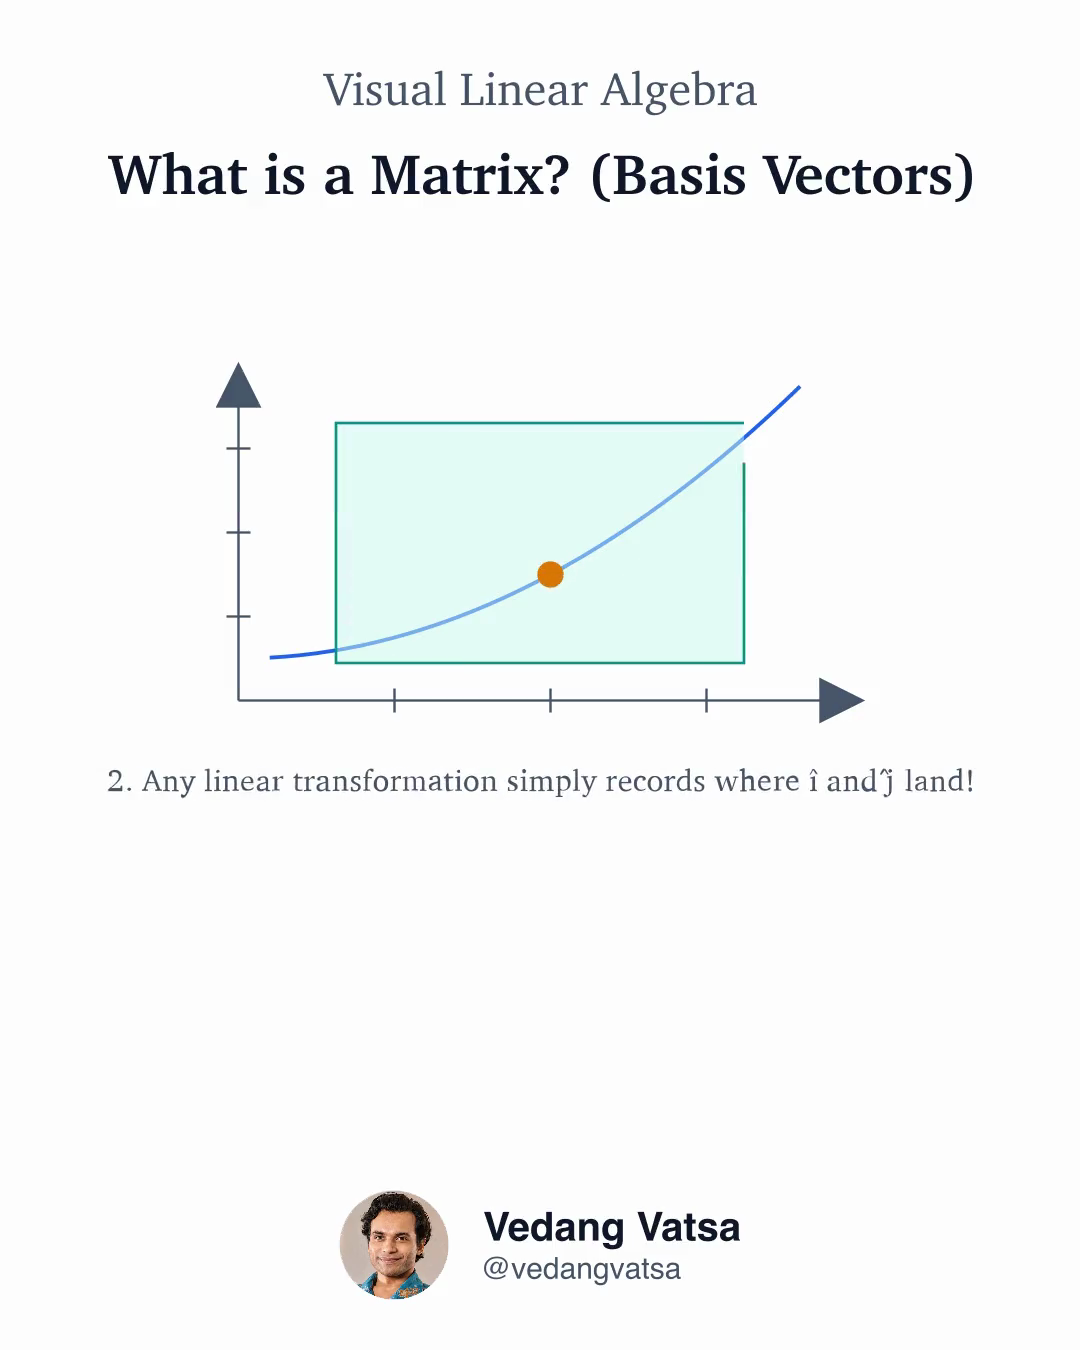 Visual Linear Algebra
What is a Matrix? (Basis Vectors)
2. Any linear transformation simply records where î and ĵ land!
Vedang Vatsa
@vedangvatsa